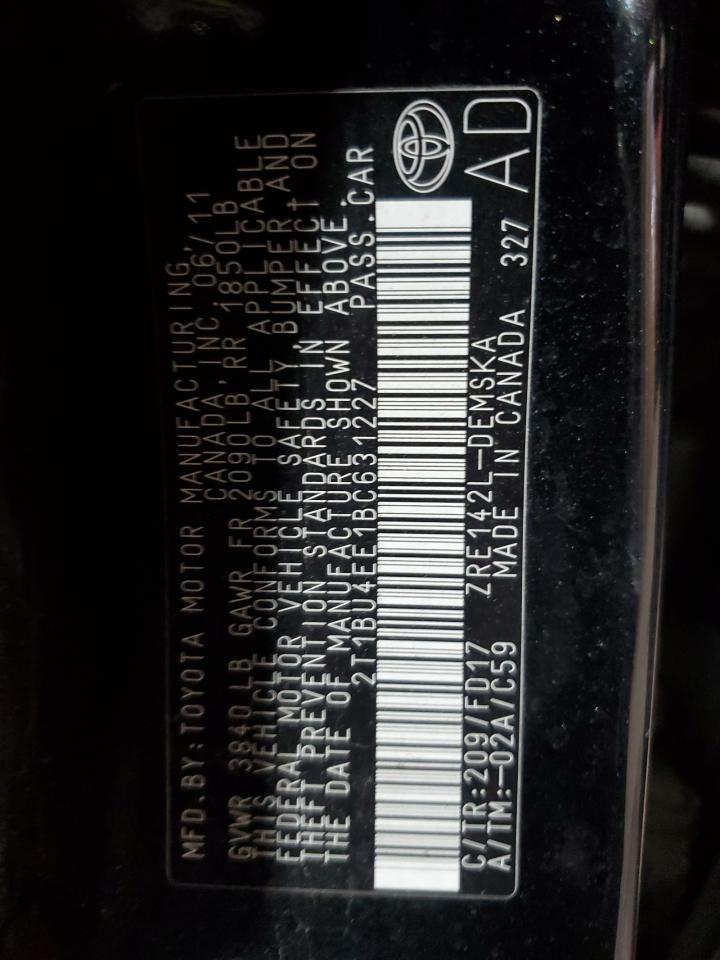 MFD.BY:TOYOTA MOTOR MANUFACTURING,
CANADA, INC 06/11
GVWR 3840LB GAWR FR 2090LB RR 1850LB
THIS VEHICLE CONFORMS TO ALL APPLICABLE
FEDERAL MOTOR VEHICLE SAFETY, BUMPER AND
THEFT PREVENTION STANDARDS IN EFFECT ON
THE DATE OF MANUFACTURE SHOWN ABOVE.
2T1BU4EE1BC631227 PASS.CAR
C/TR:209/FD17 ZRE142L-DEMSKA
A/TM:-02A/C59 MADE IN CANADA 327 AD